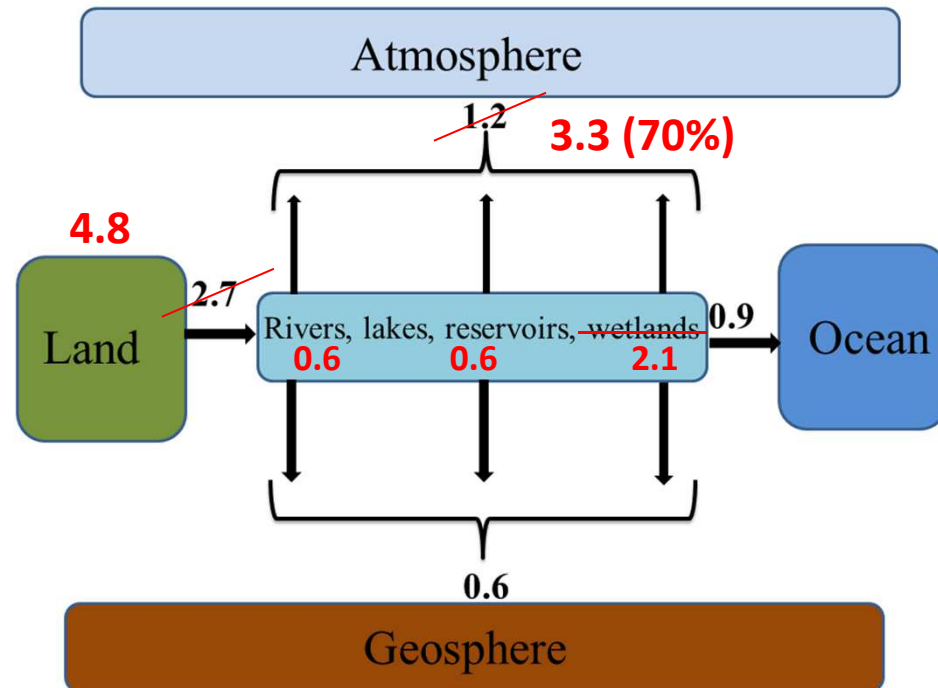 Atmosphere
1.2
3.3 (70%)
4.8
2.7
Land
Rivers, lakes, reservoirs, wetlands
0.6 0.6 2.1
0.9
Ocean
0.6
Geosphere